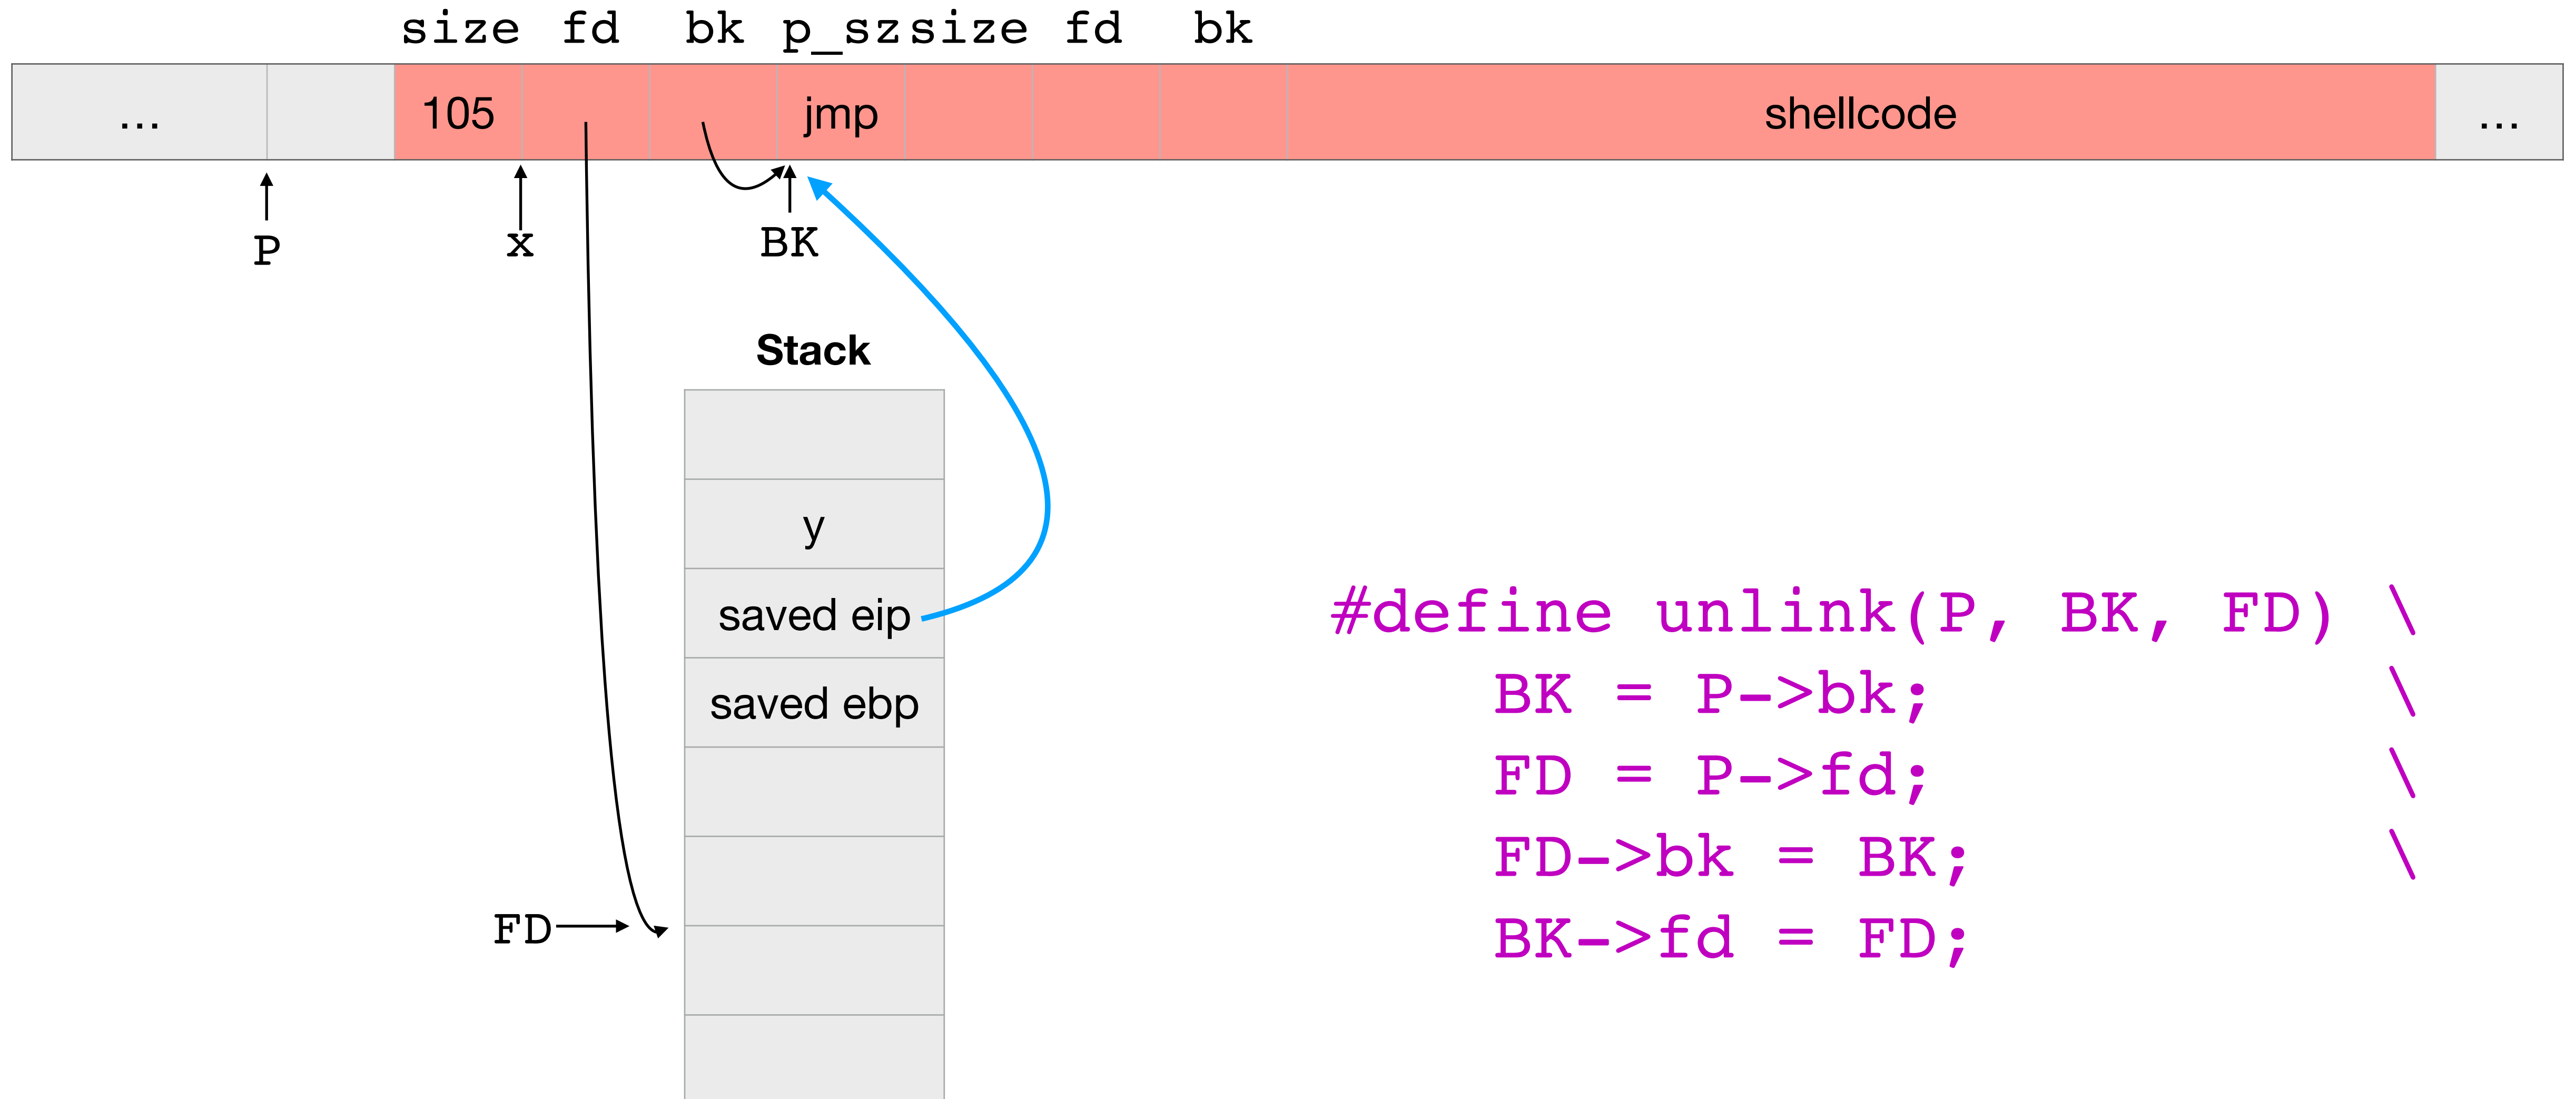 size fd bk p_sz size fd bk
... 105 jmp shellcode ...
P x BK
Stack
y
saved eip
saved ebp
FD
#define unlink(P, BK, FD) \
BK = P->bk; \
FD = P->fd; \
FD->bk = BK; \
BK->fd = FD;